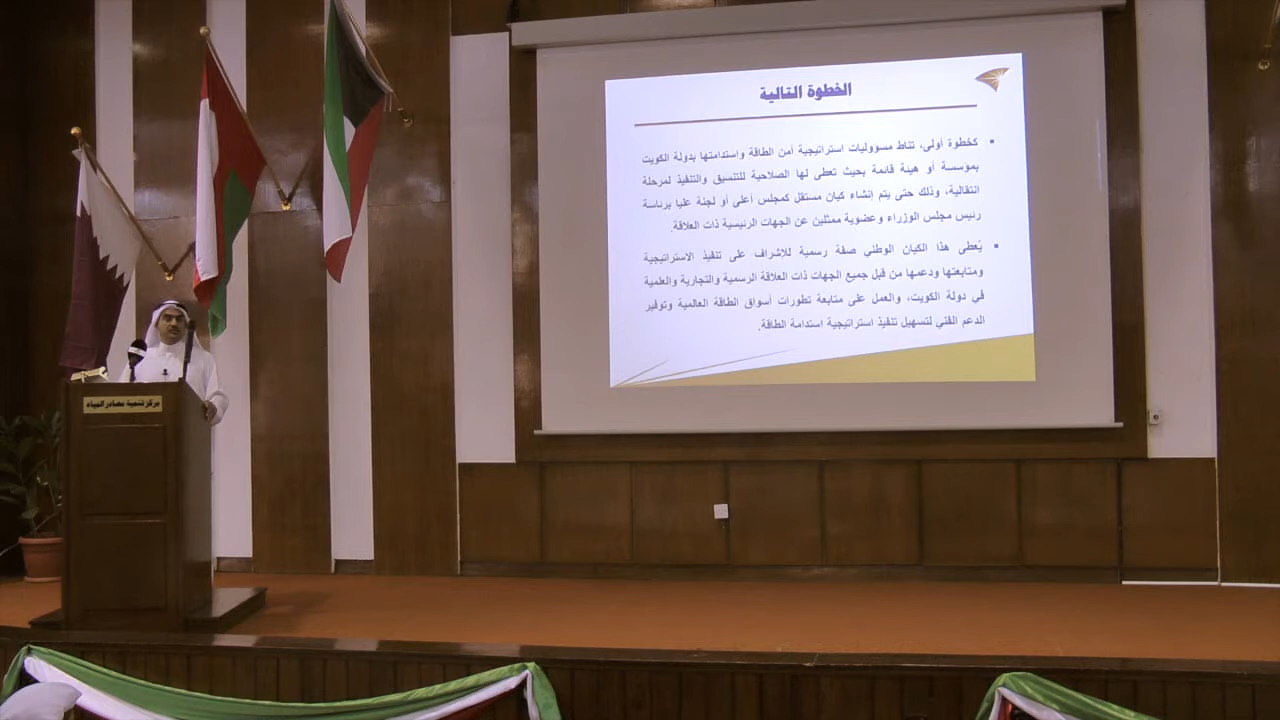 الخطوة التالية
كخطوة أولى، تناط مسؤوليات استراتيجية أمن الطاقة واستدامتها بدولة الكويت
بمؤسسة أو هيئة قائمة بحيث تعطى لها الصلاحية للتنسيق والتنفيذ لمرحلة
انتقالية، وذلك حتى يتم إنشاء كيان مستقل كمجلس أعلى أو لجنة عليا برئاسة
رئيس مجلس الوزراء وعضوية ممثلين عن الجهات الرئيسية ذات العلاقة.
يُعطى هذا الكيان الوطني صفة رسمية للاشراف على تنفيذ الاستراتيجية
ومتابعتها ودعمها من قبل جميع الجهات ذات العلاقة الرسمية والتجارية والعلمية
في دولة الكويت، والعمل على متابعة تطورات أسواق الطاقة العالمية وتوفير
الدعم الفني لتسهيل تنفيذ استراتيجية استدامة الطاقة.
مركز تنمية مصادر المياه